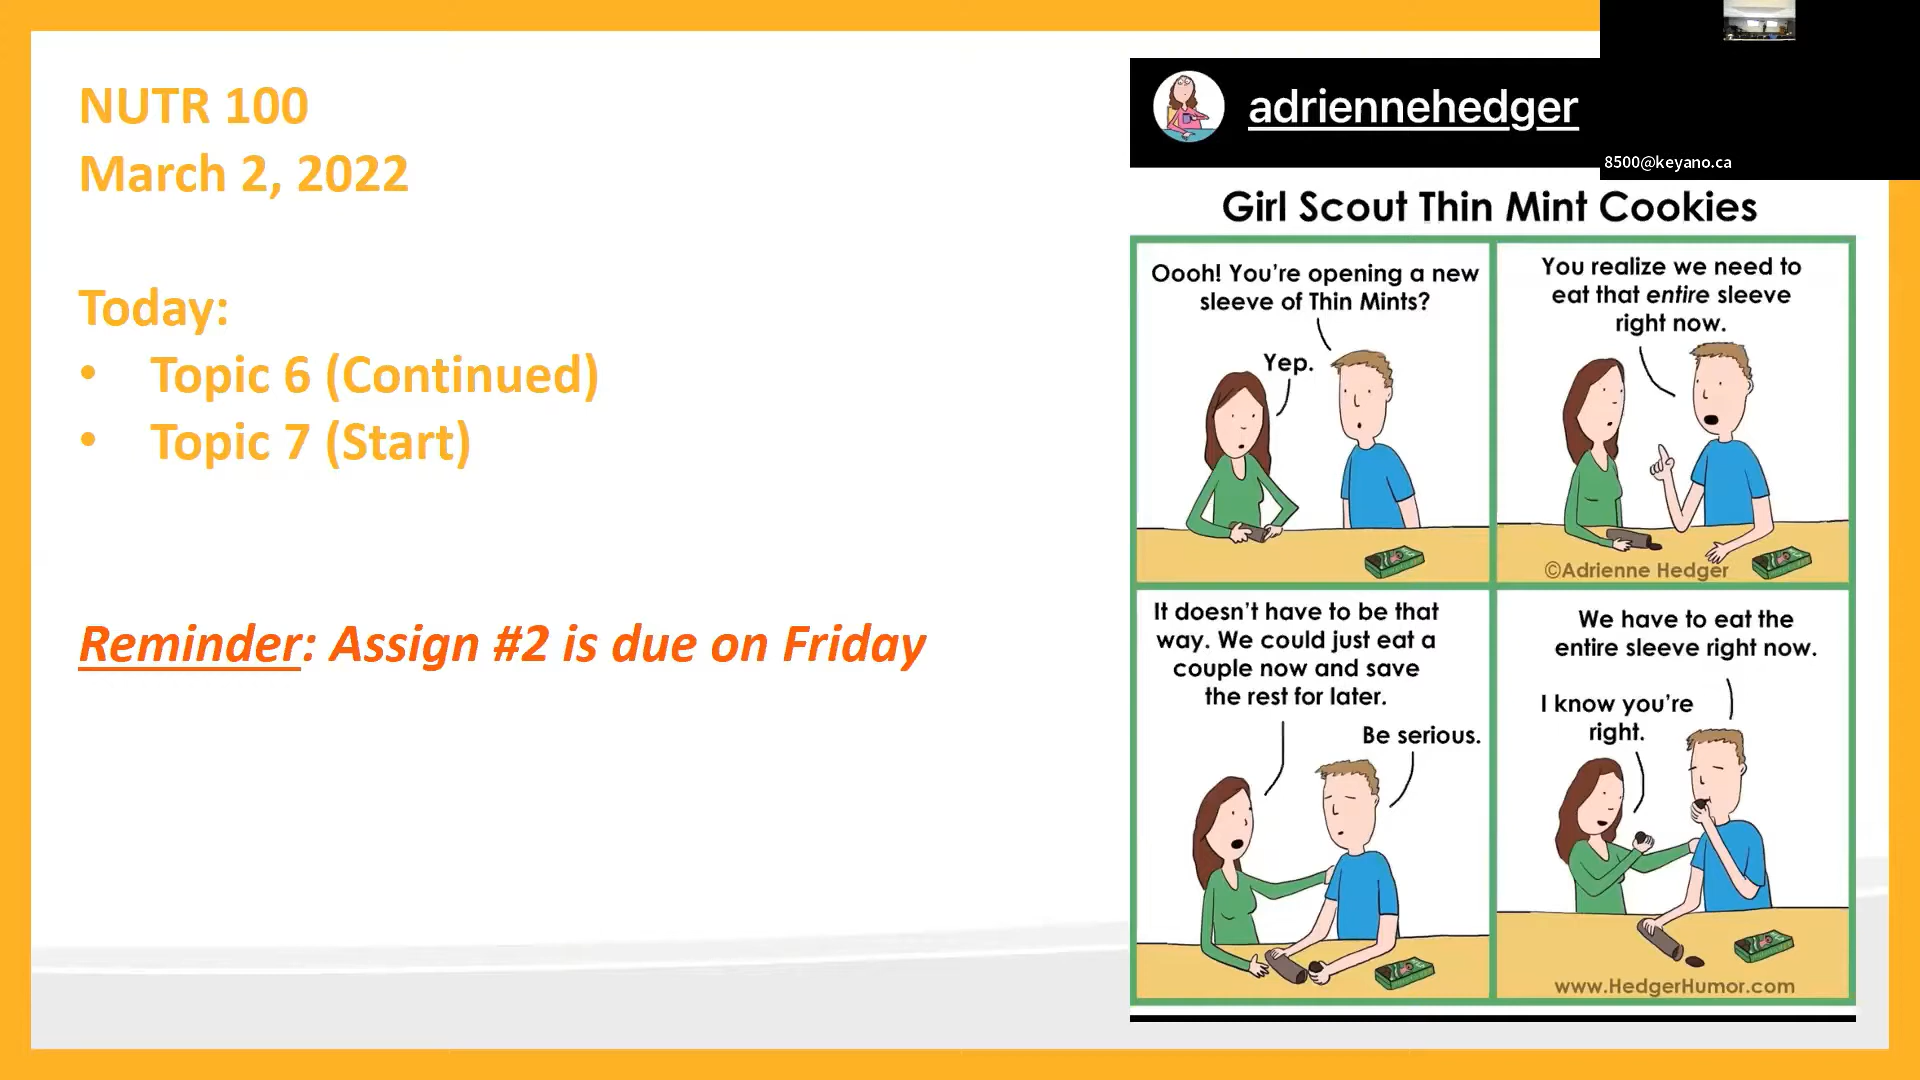 NUTR 100
March 2, 2022
Today:
• Topic 6 (Continued)
• Topic 7 (Start)
Reminder: Assign #2 is due on Friday
adriennehedger
8500@keyano.ca
Girl Scout Thin Mint Cookies
Oooh! You're opening a new
sleeve of Thin Mints?
Yep.
You realize we need to
eat that entire sleeve
right now.
©Adrienne Hedger
It doesn't have to be that
way. We could just eat a
couple now and save
the rest for later.
Be serious.
We have to eat the
entire sleeve right now.
I know you're
right.
www.HedgerHumor.com